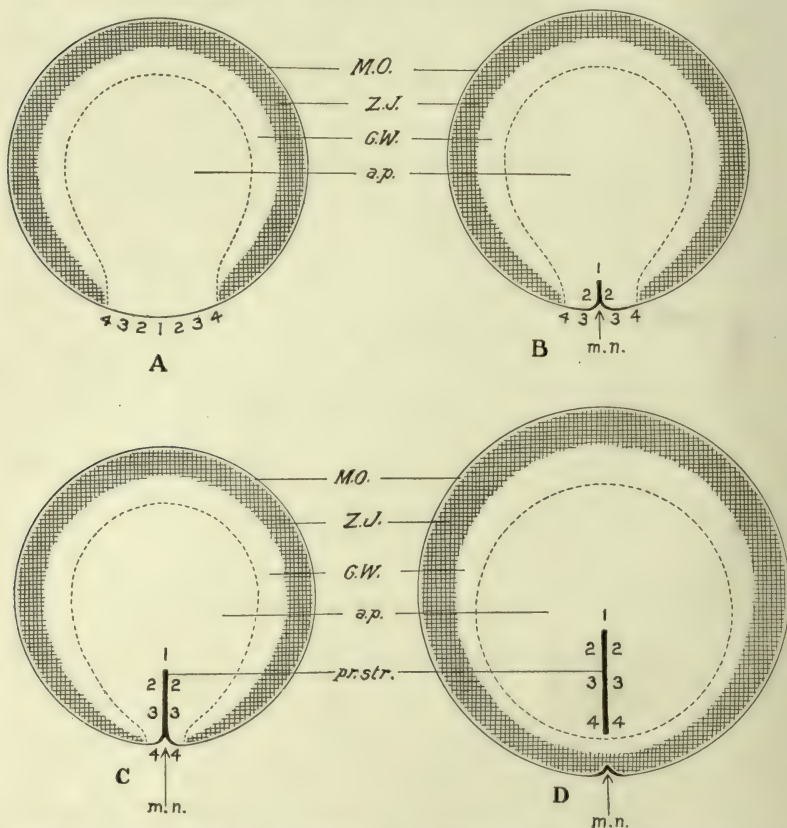 M.O.
Z.J.
G.W.
a.p.
1
2 2
4 3 2 1 2 3 4
4 3 3 4
A
B
m.n.
M.O.
Z.J.
G.W.
a.p.
1
1
pr.str.
2 2
2 2
3 3
3 3
4 4
4 4
C
D
m.n.
m.n.